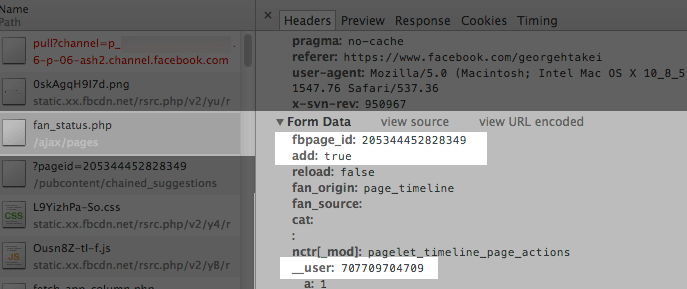 Name
Path
pull?channel=p_ .
6-p-06-ash2.channel.facebook.com
0skAgqH9I7d.png
static.xx.fbcdn.net/rsrc.php/v2/yu/r
fan_status.php
/ajax/pages
?pageid=205344452828349
/pubcontent/chained_suggestions
CSS
L9YizhPa-So.css
static.xx.fbcdn.net/rsrc.php/v2/y4/r
JS
Ousn8Z-tI-f.js
static.xx.fbcdn.net/rsrc.php/v2/y8/r
fetch_app_column.php
× Headers Preview Response Cookies Timing
pragma: no-cache
referer: https://www.facebook.com/georgehtakei
user-agent: Mozilla/5.0 (Macintosh; Intel Mac OS X 10_8_5
1547.76 Safari/537.36
x-svn-rev: 950967
▼ Form Data view source view URL encoded
fbpage_id: 205344452828349
add: true
reload: false
fan_origin: page_timeline
fan_source:
cat:
:
nctr[_mod]: pagelet_timeline_page_actions
__user: 707709704709
a: 1